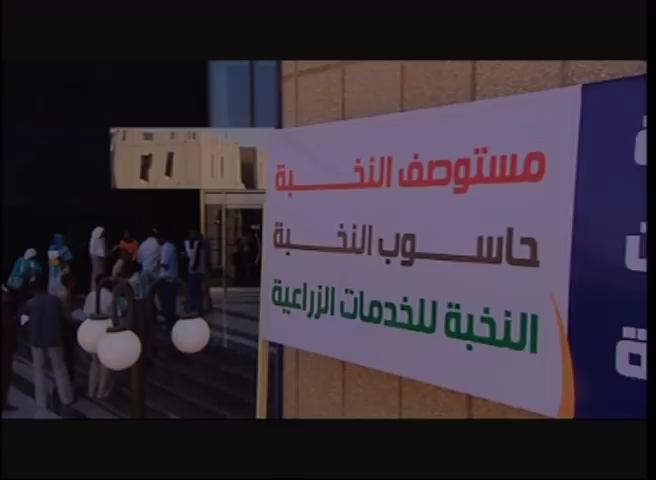 مستوصف النخبة
حاسوب النخبة
النخبة للخدمات الزراعية